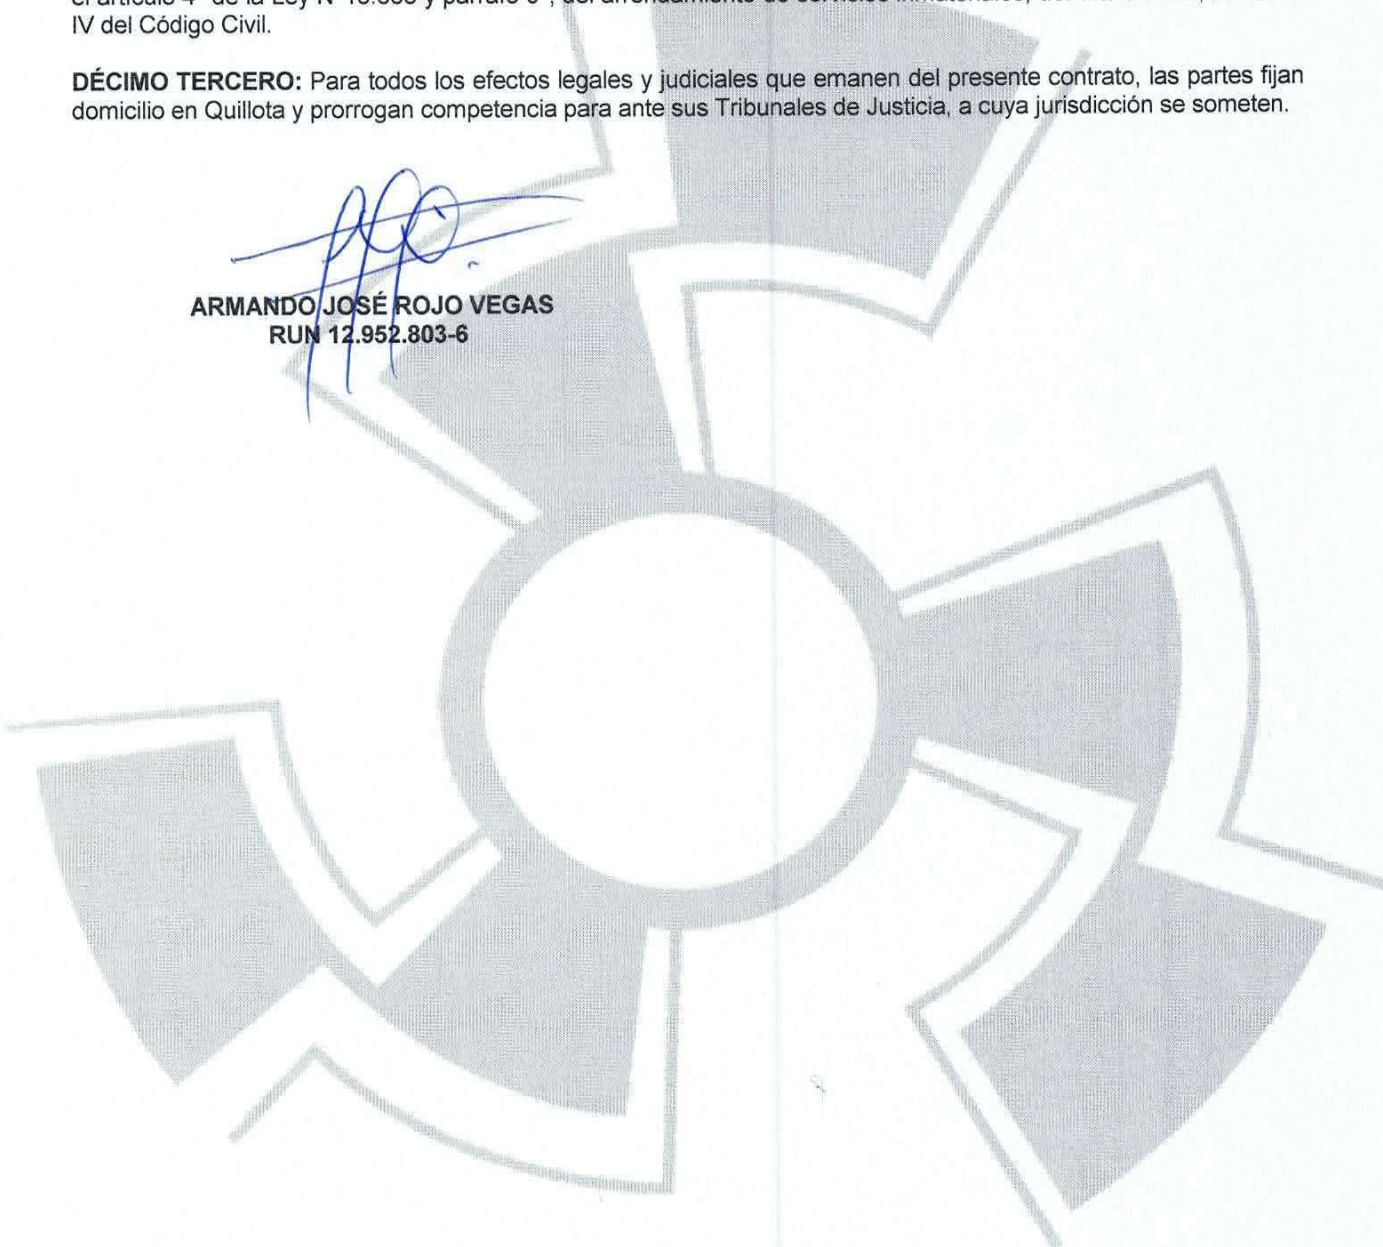 IV del Código Civil.
DÉCIMO TERCERO: Para todos los efectos legales y judiciales que emanen del presente contrato, las partes fijan
domicilio en Quillota y prorrogan competencia para ante sus Tribunales de Justicia, a cuya jurisdicción se someten.
ARMANDO JOSÉ ROJO VEGAS
RUN 12.952.803-6